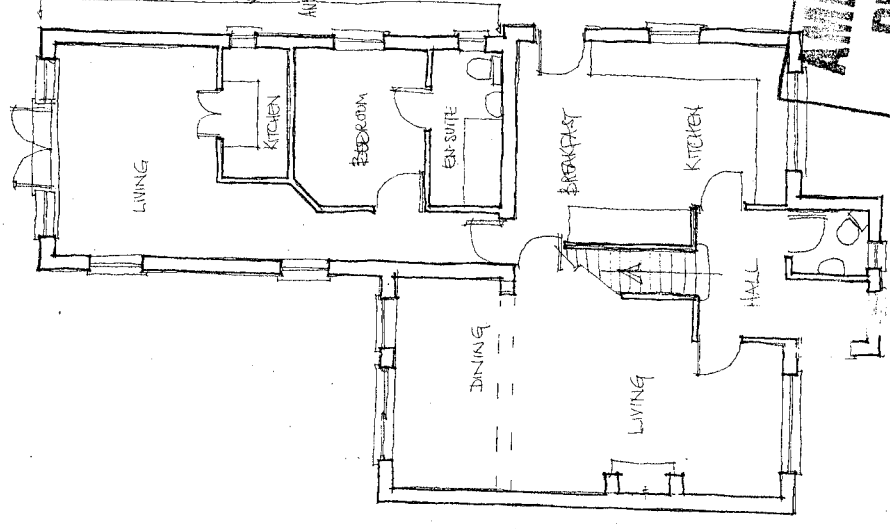 LIVING
KITCHEN
BEDROOM
EN-SUITE
BREAKFAST
KITCHEN
HALL
DINING
LIVING